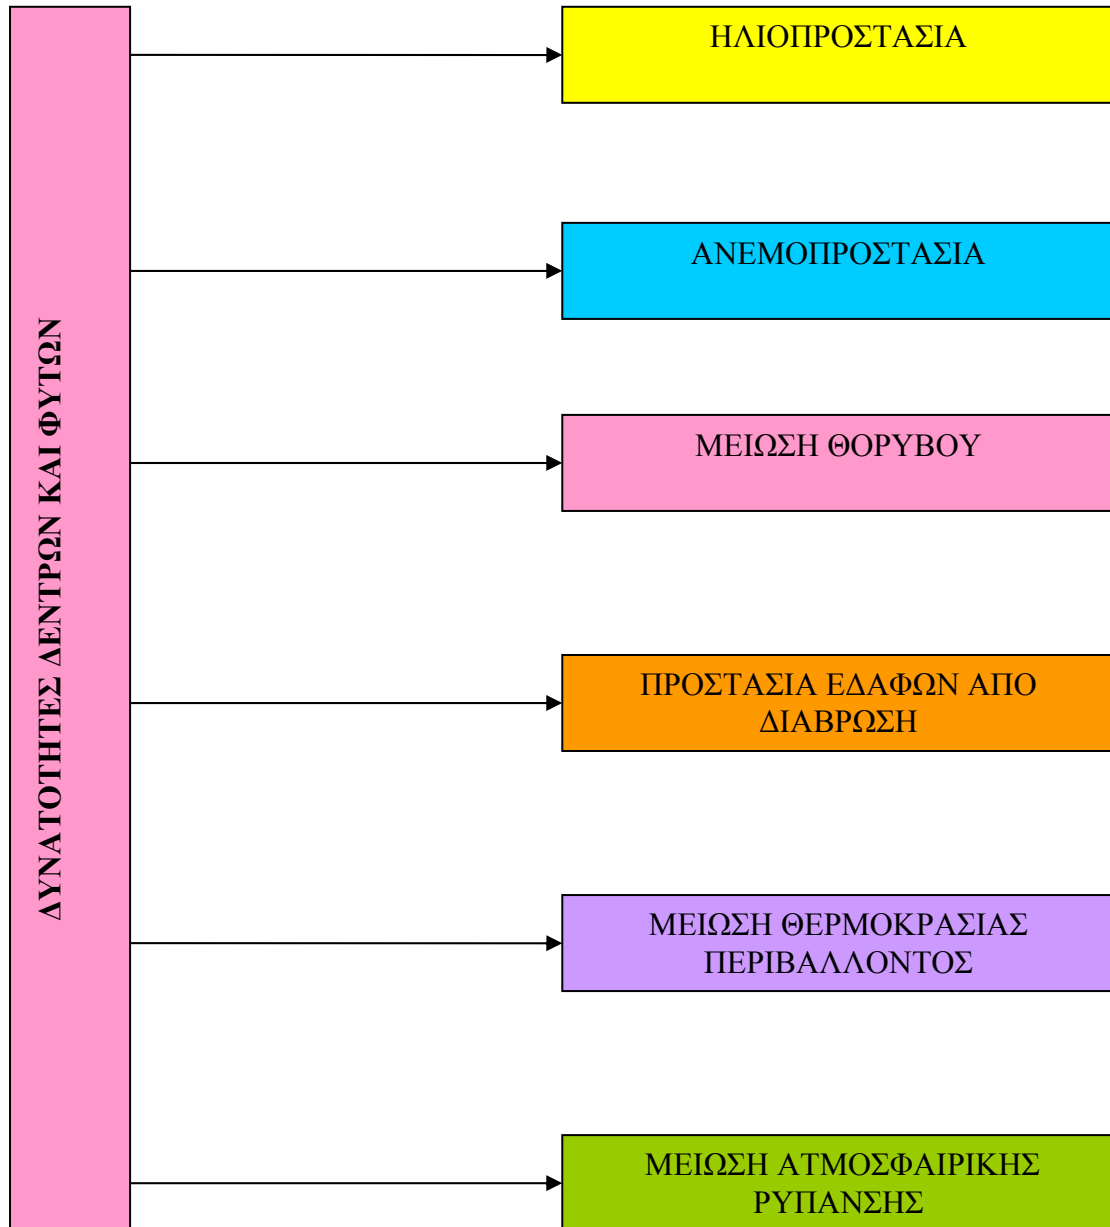 ΔΥΝΑΤΟΤΗΤΕΣ ΔΕΝΤΡΩΝ ΚΑΙ ΦΥΤΩΝ
ΗΛΙΟΠΡΟΣΤΑΣΙΑ
ΑΝΕΜΟΠΡΟΣΤΑΣΙΑ
ΜΕΙΩΣΗ ΘΟΡΥΒΟΥ
ΠΡΟΣΤΑΣΙΑ ΕΔΑΦΩΝ ΑΠΟ
ΔΙΑΒΡΩΣΗ
ΜΕΙΩΣΗ ΘΕΡΜΟΚΡΑΣΙΑΣ
ΠΕΡΙΒΑΛΛΟΝΤΟΣ
ΜΕΙΩΣΗ ΑΤΜΟΣΦΑΙΡΙΚΗΣ
ΡΥΠΑΝΣΗΣ